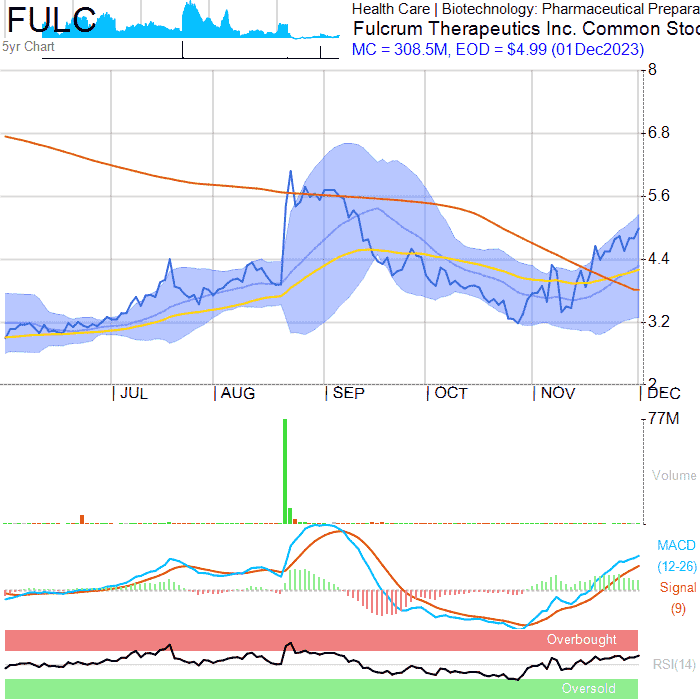 FULC
Health Care | Biotechnology: Pharmaceutical Prepara
Fulcrum Therapeutics Inc. Common Stoc
5yr Chart
MC = 308.5M, EOD = $4.99 (01Dec2023)
8
6.8
5.6
4.4
3.2
2
JUL AUG SEP OCT NOV DEC
77M
Volume
MACD
(12-26)
Signal
(9)
Overbought
RSI(14)
Oversold